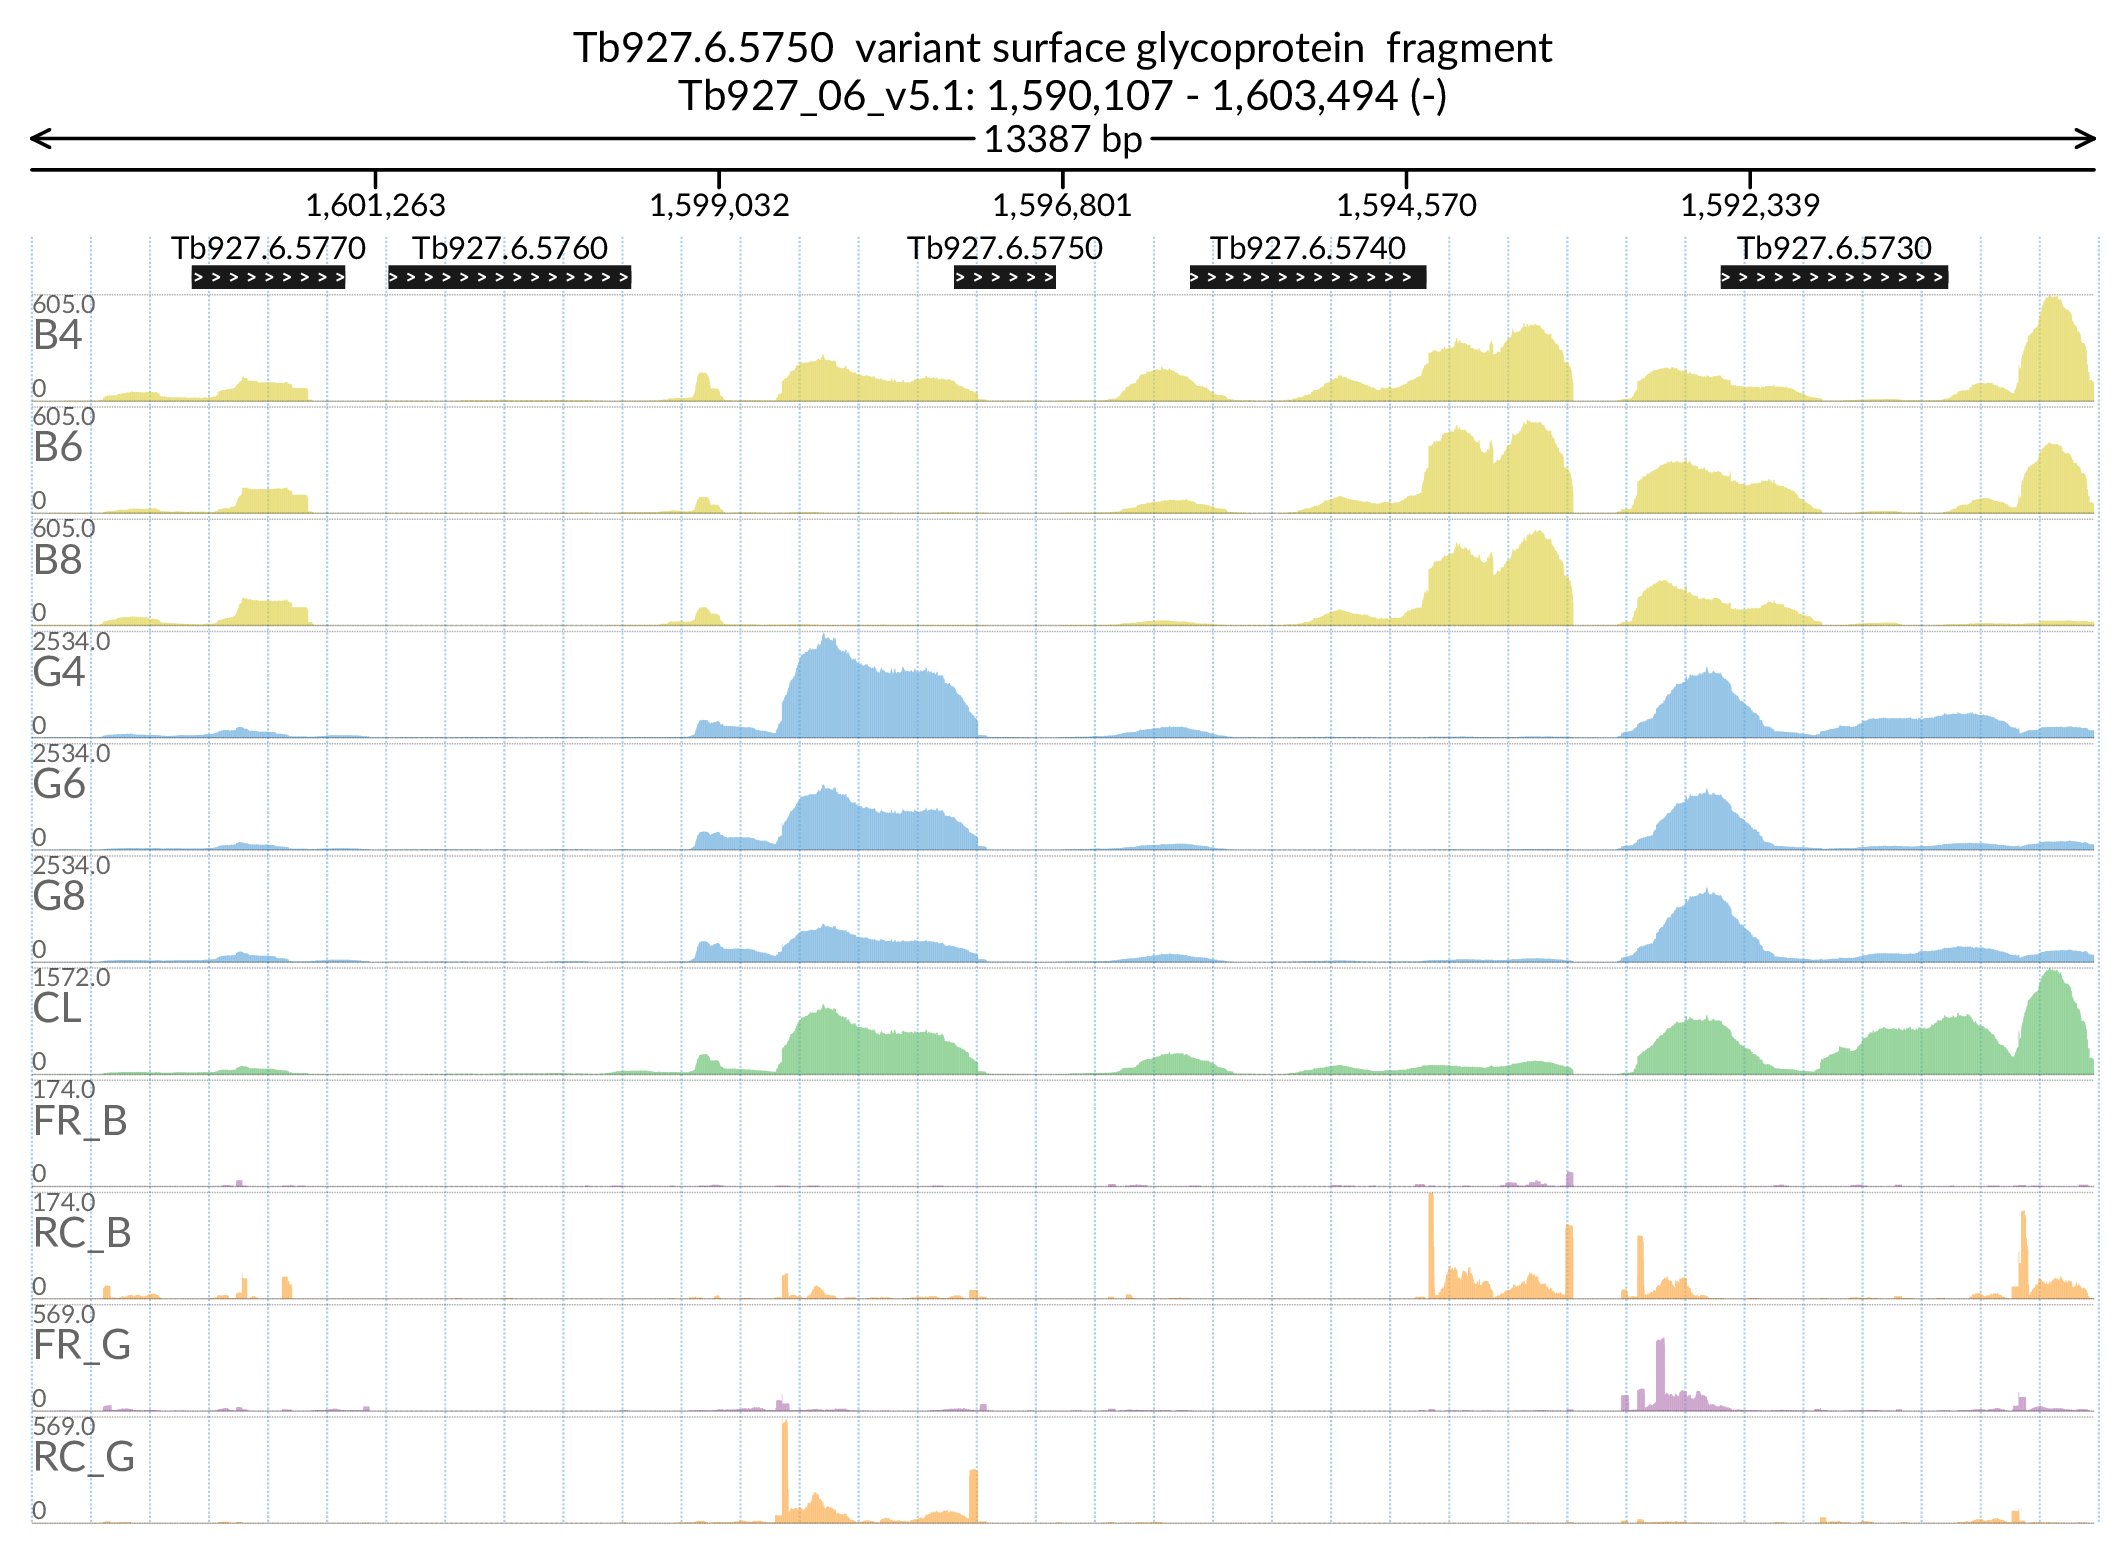 Tb927.6.5750 variant surface glycoprotein fragment
Tb927_06_v5.1: 1,590,107 - 1,603,494 (-)
13387 bp
1,601,263 1,599,032 1,596,801 1,594,570 1,592,339
Tb927.6.5770 Tb927.6.5760 Tb927.6.5750 Tb927.6.5740 Tb927.6.5730
605.0
B4
0
605.0
B6
0
605.0
B8
0
2534.0
G4
0
2534.0
G6
0
2534.0
G8
0
1572.0
CL
0
174.0
FR_B
0
174.0
RC_B
0
569.0
FR_G
0
569.0
RC_G
0